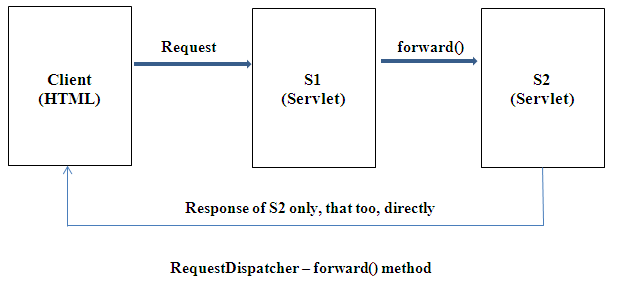 Request
forward()
Client
(HTML)
S1
(Servlet)
S2
(Servlet)
Response of S2 only, that too, directly
RequestDispatcher – forward() method